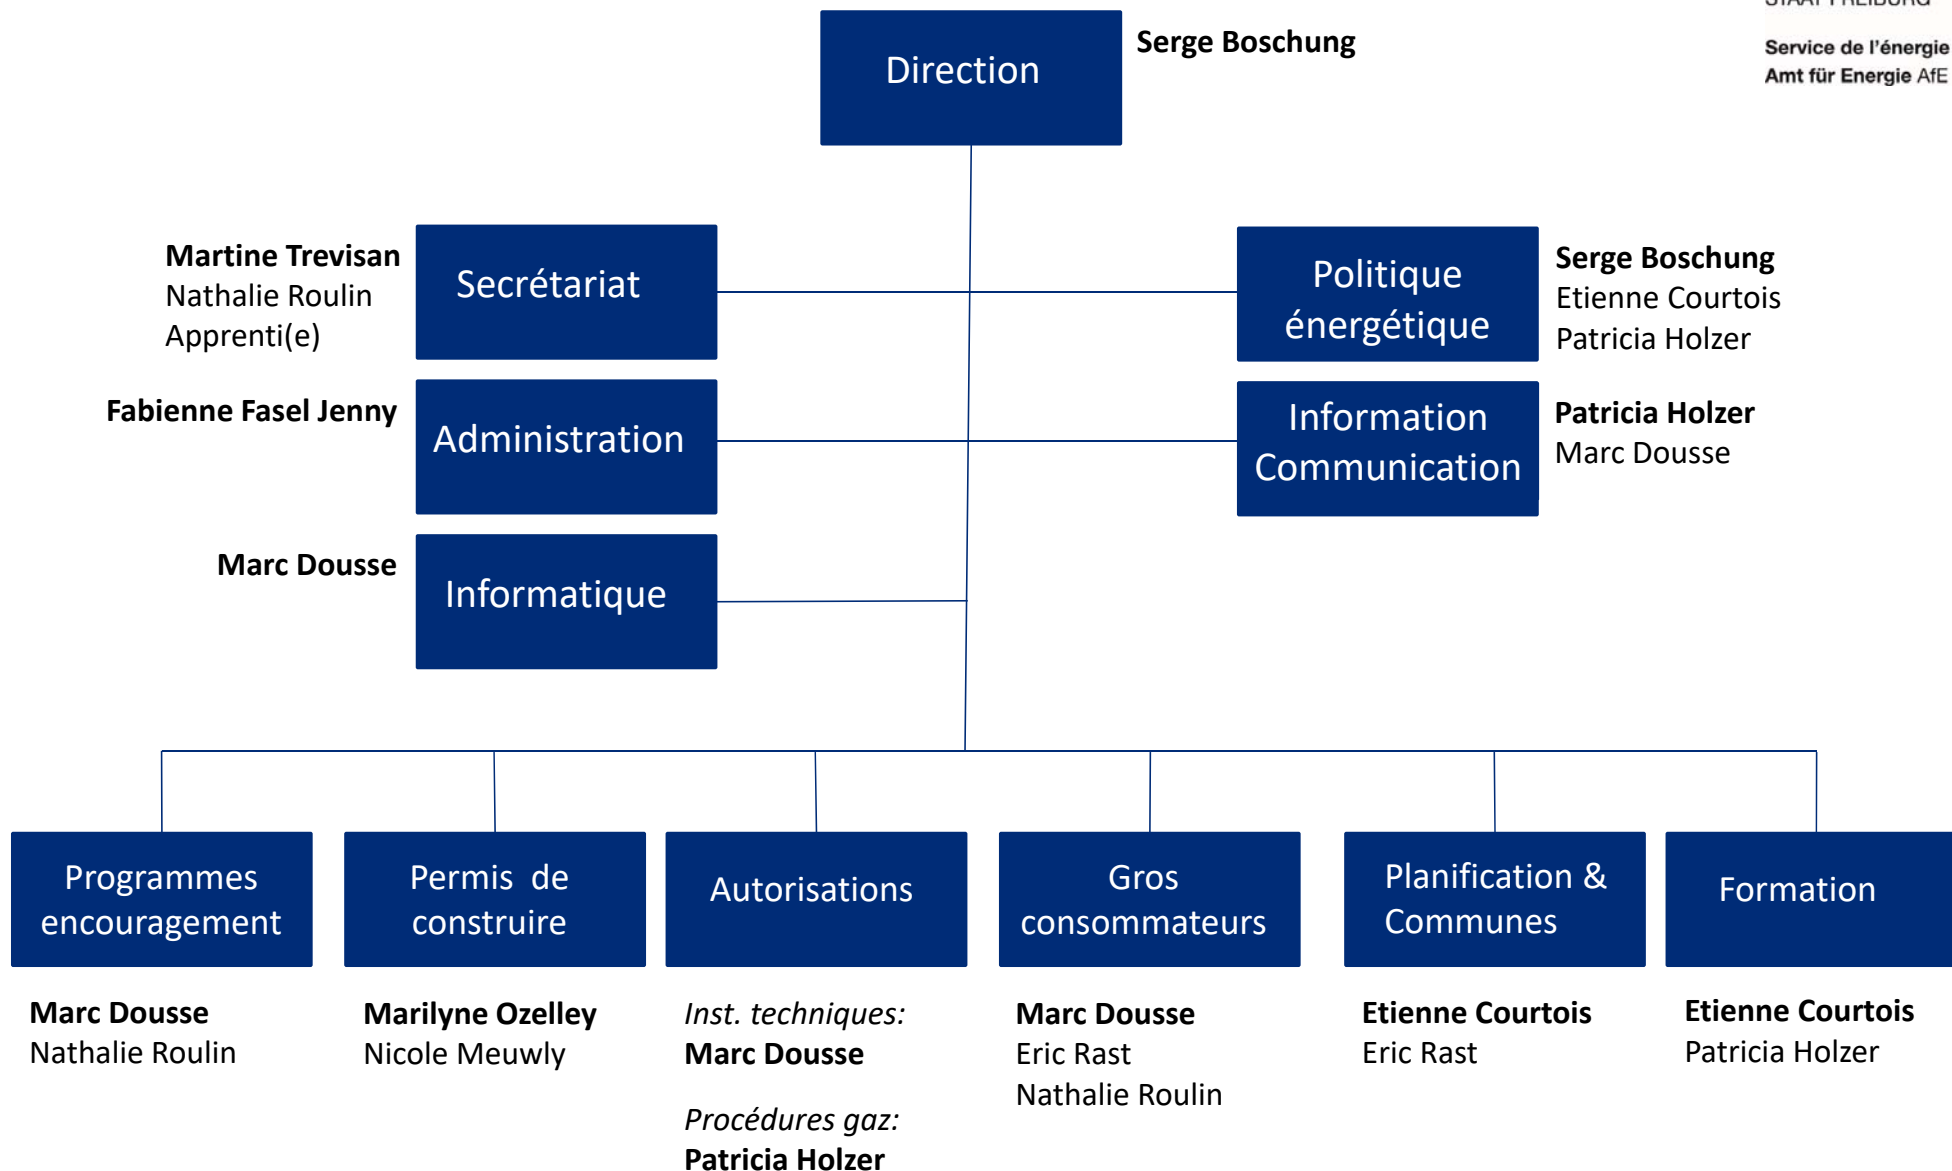 STAAT FREIBURG
Service de l'énergie
Amt für Energie AfE
Direction
Serge Boschung
Martine Trevisan
Nathalie Roulin
Apprenti(e)
Secrétariat
Politique
énergétique
Serge Boschung
Etienne Courtois
Patricia Holzer
Fabienne Fasel Jenny
Administration
Information
Communication
Patricia Holzer
Marc Dousse
Marc Dousse
Informatique
Programmes
encouragement
Marc Dousse
Nathalie Roulin
Permis de
construire
Marilyne Ozelley
Nicole Meuwly
Autorisations
Inst. techniques:
Marc Dousse
Procédures gaz:
Patricia Holzer
Gros
consommateurs
Marc Dousse
Eric Rast
Nathalie Roulin
Planification &
Communes
Etienne Courtois
Eric Rast
Formation
Etienne Courtois
Patricia Holzer